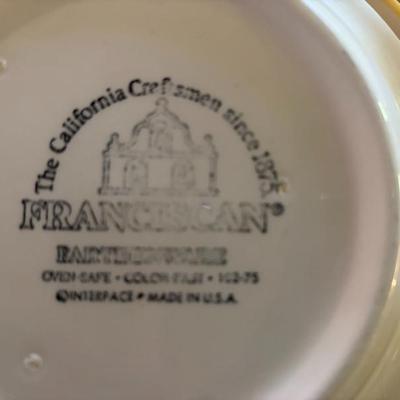 The California Craftsmen since 1875.
FRANCISCAN®
EARTHENWARE
OVEN-SAFE • COLOR-FAST • 102-75
©INTERPACE • MADE IN U.S.A.